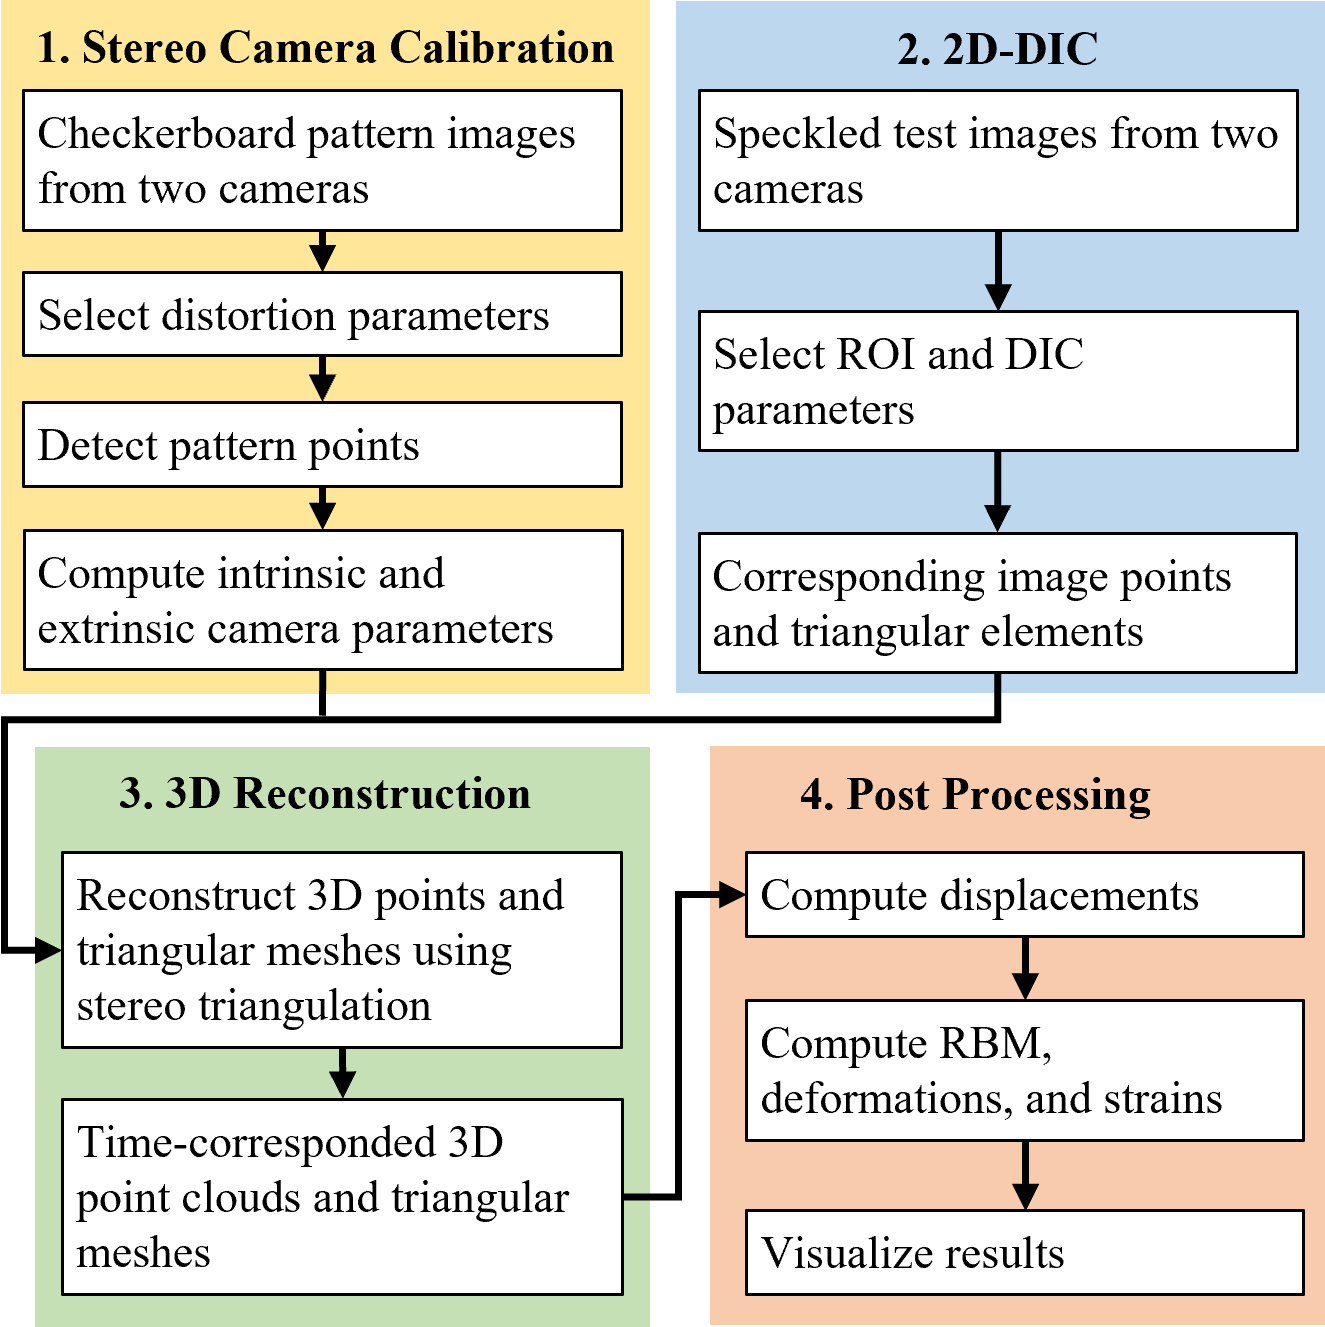 1. Stereo Camera Calibration
Checkerboard pattern images
from two cameras
Select distortion parameters
Detect pattern points
Compute intrinsic and
extrinsic camera parameters
2. 2D-DIC
Speckled test images from two
cameras
Select ROI and DIC
parameters
Corresponding image points
and triangular elements
3. 3D Reconstruction
Reconstruct 3D points and
triangular meshes using
stereo triangulation
Time-corresponded 3D
point clouds and triangular
meshes
4. Post Processing
Compute displacements
Compute RBM,
deformations, and strains
Visualize results